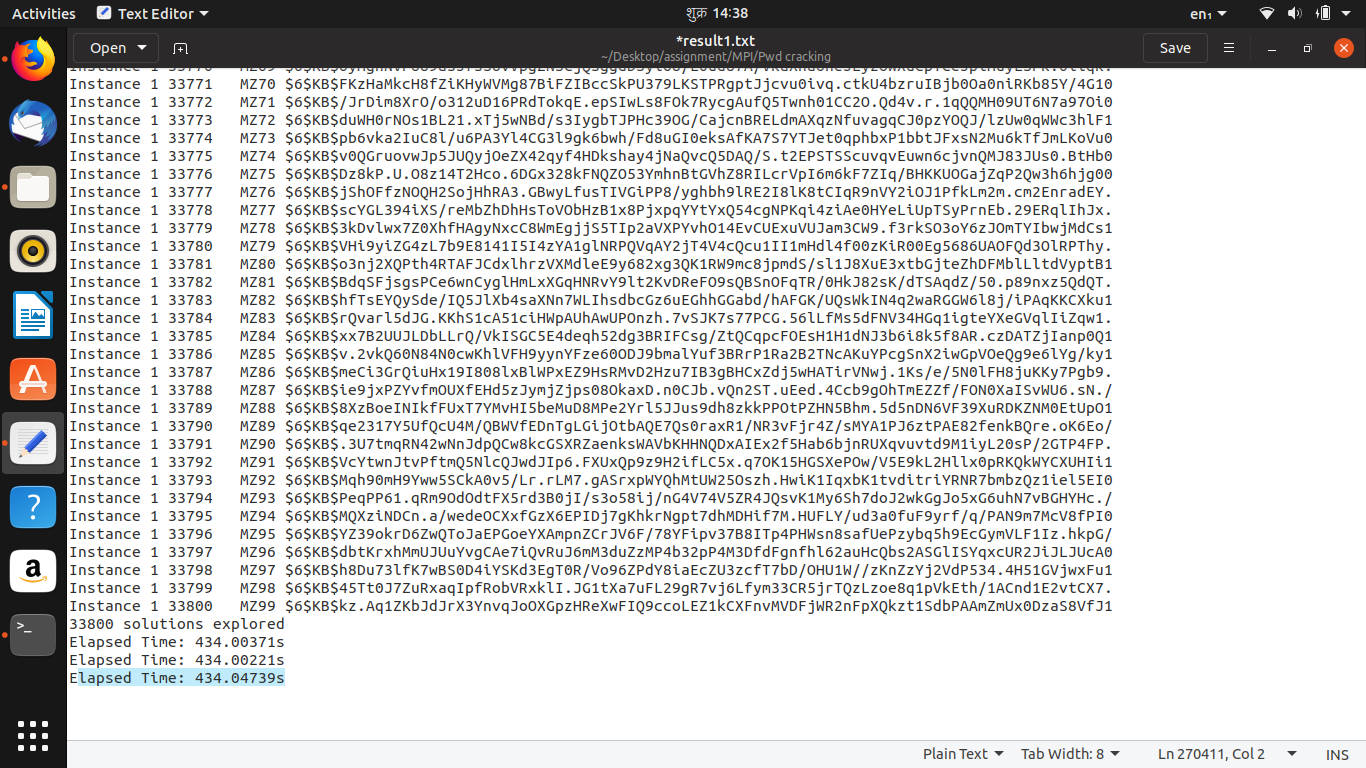 Activities Text Editor शुक्र 14:38 en₁
Open *result1.txt Save
~/Desktop/assignment/MPI/Pwd cracking
Instance 1 33771 MZ70 $6$KB$FKzHaMkcH8fZiKHyWVMg87BiFZIBccSkPU379LKSTPRgptJjcvu0ivq.ctkU4bzruIBjb0Oa0niRKb85Y/4G10
Instance 1 33772 MZ71 $6$KB$/JrDim8XrO/o312uD16PRdTokqE.epSIwLs8FOk7RycgAufQ5Twnh01CC2O.Qd4v.r.1qQQMH09UT6N7a97Oi0
Instance 1 33773 MZ72 $6$KB$duWH0rNOs1BL21.xTj5wNBd/s3IygbTJPHc39OG/CajcnBRELdmAXqzNfuvagqCJ0pzYOQJ/lzUw0qWWc3hlF1
Instance 1 33774 MZ73 $6$KB$pb6vka2IuC8l/u6PA3Yl4CG3l9gk6bwh/Fd8uGI0eksAfKA7S7YTJet0qphbxP1bbtJFxsN2Mu6kTfJmLKoVu0
Instance 1 33775 MZ74 $6$KB$v0QGruovwJp5JUQyjOeZX42qyf4HDkshay4jNaQvcQ5DAQ/S.t2EPSTSScuvqvEuwn6cjvnQMJ83JUs0.BtHb0
Instance 1 33776 MZ75 $6$KB$Dz8kP.U.O8z14T2Hco.6DGx328kFNQZO53YmhnBtGVhZ8RILcrVpI6m6kF7ZIq/BHKKUOGajZqP2Qw3h6hjg00
Instance 1 33777 MZ76 $6$KB$jShOFfzNOQH2SojHhRA3.GBwyLfusTIVGiPP8/yghbh9lRE2I8lK8tCIqR9nVY2iOJ1PfkLm2m.cm2EnradEY.
Instance 1 33778 MZ77 $6$KB$scYGL394iXS/reMbZhDhHsToVObHzB1x8PjxpqYYtYxQ54cgNPKqi4ziAe0HYeLiUpTSyPrnEb.29ERqlIhJx.
Instance 1 33779 MZ78 $6$KB$3kDvlwx7Z0XhfHAgyNxcC8WmEgjjS5TIp2aVXPYvhO14EvCUExuVUJam3CW9.f3rkSO3oY6zJOmTYIbwjMdCs1
Instance 1 33780 MZ79 $6$KB$VHi9yiZG4zL7b9E8141I5I4zYA1glNRPQVqAY2jT4V4cQcu1II1mHdl4f00zKiR00Eg5686UAOFQd3OlRPThy.
Instance 1 33781 MZ80 $6$KB$o3nj2XQPth4RTAFJCdxlhrzVXMdleE9y682xg3QK1RW9mc8jpmdS/sl1J8XuE3xtbGjteZhDFMblLltdVyptB1
Instance 1 33782 MZ81 $6$KB$BdqSFjsgsPCe6wnCyglHmLxXGqHNRvY9lt2KvDReFO9sQBSnOFqTR/0HkJ82sK/dTSAqdZ/50.p89nxz5QdQT.
Instance 1 33783 MZ82 $6$KB$hfTsEYQySde/IQ5JlXb4saXNn7WLIhsdbcGz6uEGhhGGabd/hAFGK/UQsWkIN4q2waRGGW6l8j/iPAqKKCXku1
Instance 1 33784 MZ83 $6$KB$rQvarl5dJG.KKhS1cA51ciHWpAUhAwUPOnzh.7vSJK7s77PCG.56lLfMs5dFNV34HGq1igteYXeGVqlIiZqw1.
Instance 1 33785 MZ84 $6$KB$xx7B2UUJLDbLLrQ/VkISGC5E4deqh52dg3BRIFCsg/ZtQCqpcFOEsH1H1dNJ3b6i8k5f8AR.czDATZjIanp0Q1
Instance 1 33786 MZ85 $6$KB$v.2vkQ60N84N0cwKhlVFH9yynYFze60ODJ9bmalYuf3BRrP1Ra2B2TNcAKuYPcgSnX2iwGpVOeQg9e6lYg/ky1
Instance 1 33787 MZ86 $6$KB$meCi3GrQiuHx19I808lxBlWPxEZ9HsRMvD2Hzu7IB3gBHCxZdj5wHATirVNwj.1Ks/e/5N0lFH8juKKy7Pgb9.
Instance 1 33788 MZ87 $6$KB$ie9jxPZYvfmOUXfEHd5zJymjZjps08OkaxD.n0CJb.vQn2ST.uEed.4Ccb9gOhTmEZZf/FON0XaISvWU6.sN./
Instance 1 33789 MZ88 $6$KB$8XzBoeINIkfFUxT7YMvHI5beMuD8MPe2Yrl5JJus9dh8zkkPPOtPZHN5Bhm.5d5nDN6VF39XuRDKZNM0EtUpO1
Instance 1 33790 MZ89 $6$KB$qe2317Y5UfQcU4M/QBWVfEDnTgLGijOtbAQE7Qs0raxR1/NR3vFjr4Z/sMYA1PJ6ztPAE82fenkBQre.oK6Eo/
Instance 1 33791 MZ90 $6$KB$.3U7tmqRN42wNnJdpQCw8kcGSXRZaenksWAVbKHHNQDWAIEx2f5Hab6bjnRUXqvuvtd9M1iyL20sP/2GTP4FP.
Instance 1 33792 MZ91 $6$KB$VcYtwnJtvPftmQ5NlcQJwdJIp6.FXUxQp9z9H2ifLC5x.q7OK15HGSXePOw/V5E9kL2Hllx0pRKQkWYCXUHIi1
Instance 1 33793 MZ92 $6$KB$Mqh90mH9Yww5SCkA0v5/Lr.rLM7.gASrxpWYQhMtUW25Oszh.HwiK1IqxbK1tvditriYRNR7bmbzQz1iel5EI0
Instance 1 33794 MZ93 $6$KB$PeqPP61.qRm9OdOdtFX5rd3B0jI/s3o58ij/nG4V74V5ZR4JQsvK1My6Sh7doJ2wkGgJo5xG6uhN7vBGHYHc./
Instance 1 33795 MZ94 $6$KB$MQXziNDCn.a/wedeOCXxfGzX6EPIDj7gKhkrNgpt7dhMDHif7M.HUFLY/ud3a0fuF9yrf/q/PAN9m7McV8fPI0
Instance 1 33796 MZ95 $6$KB$YZ39okrD6ZwQToJaEPGoeYXAmpnZCrJV6F/78YFipv37B8ITp4PHWsn8safUePzybq5h9EcGymVLF1Iz.hkpG/
Instance 1 33797 MZ96 $6$KB$dbtKrxhMmUJUuYvgCAe7iQvRuJ6mM3duZzMP4b32pP4M3DfdFgnfhl62auHcQbs2ASGlISYqxcUR2JiJLJUcA0
Instance 1 33798 MZ97 $6$KB$h8Du73lfK7wBS0D4iYSKd3EgT0R/Vo96ZPdY8iaEcZU3zcfT7bD/OHU1W//zKnZzYj2VdP534.4H51GVjwxFu1
Instance 1 33799 MZ98 $6$KB$45Tt0J7ZuRxaqIpfRobVRxklI.JG1tXa7uFL29gR7vj6Lfym33CR5jrTQzLzoe8q1pVkEth/1ACnd1E2vtCX7.
Instance 1 33800 MZ99 $6$KB$kz.Aq1ZKbJdJrX3YnvqJoOXGpzHReXwFIQ9ccoLEZ1kCXFnvMVDFjWR2nFpXQkzt1SdbPAAmZmUx0DzaS8VfJ1
33800 solutions explored
Elapsed Time: 434.00371s
Elapsed Time: 434.00221s
Elapsed Time: 434.04739s
Plain Text Tab Width: 8 Ln 270411, Col 2 INS